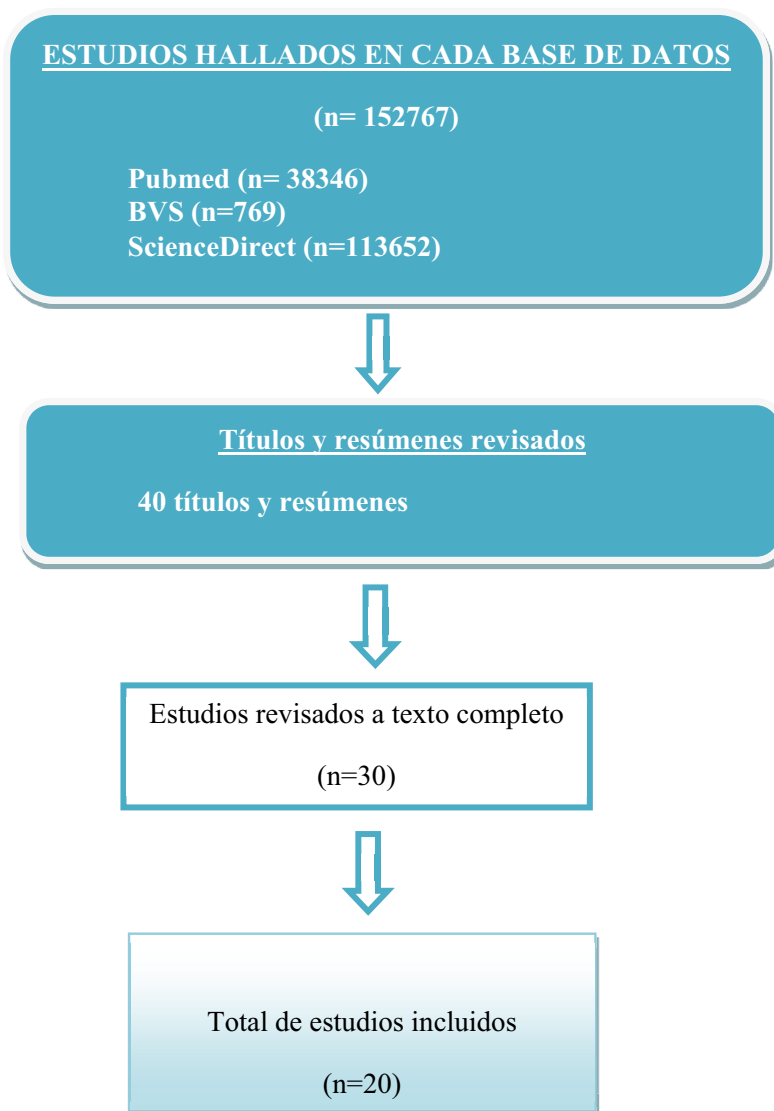 ESTUDIOS HALLADOS EN CADA BASE DE DATOS
(n= 152767)
Pubmed (n= 38346)
BVS (n=769)
ScienceDirect (n=113652)
Títulos y resúmenes revisados
40 títulos y resúmenes
Estudios revisados a texto completo
(n=30)
Total de estudios incluidos
(n=20)